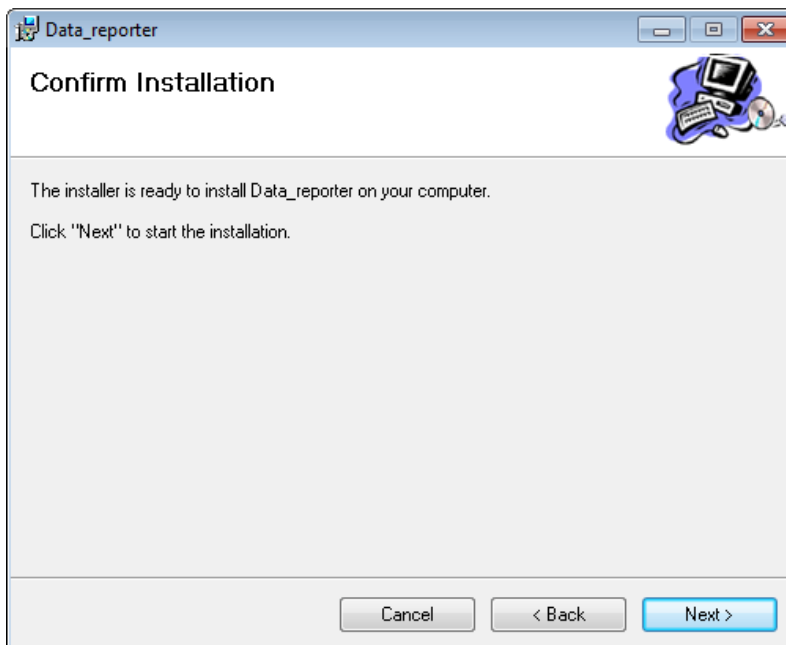 Data_reporter
Confirm Installation
The installer is ready to install Data_reporter on your computer.
Click "Next" to start the installation.
Cancel
< Back
Next >